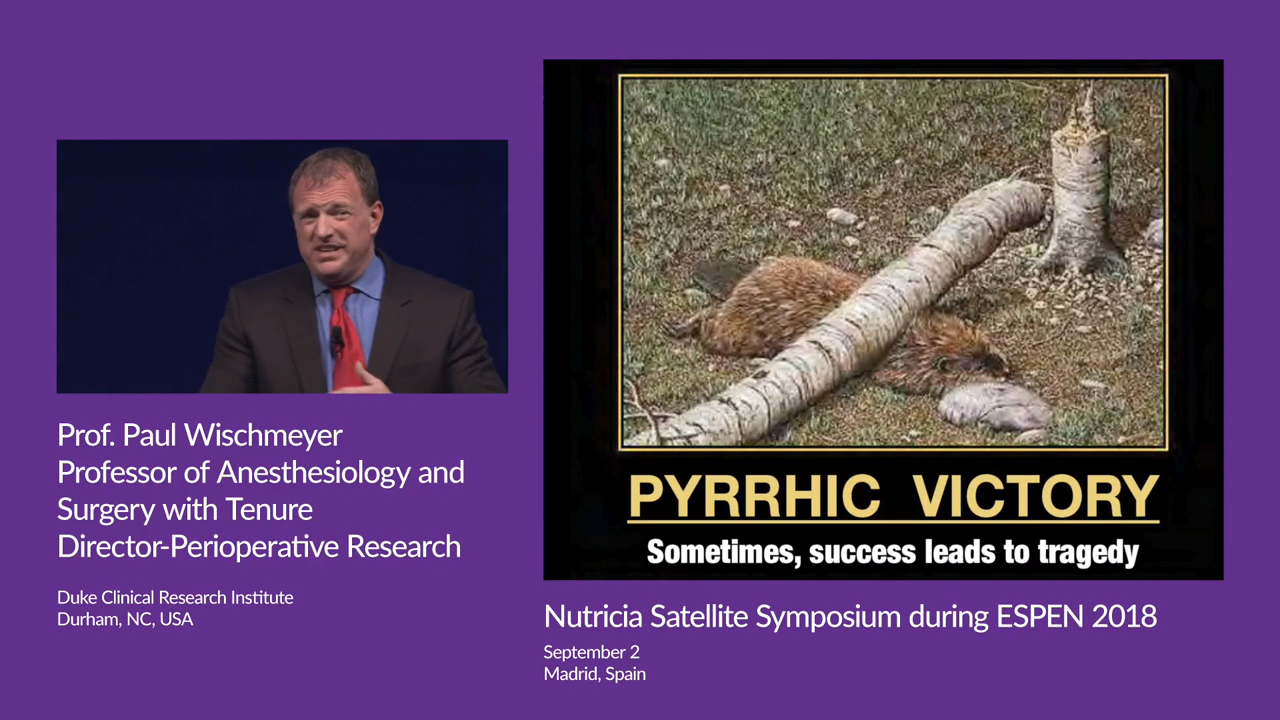 Prof. Paul Wischmeyer
Professor of Anesthesiology and
Surgery with Tenure
Director-Perioperative Research
Duke Clinical Research Institute
Durham, NC, USA
PYRRHIC VICTORY
Sometimes, success leads to tragedy
Nutricia Satellite Symposium during ESPEN 2018
September 2
Madrid, Spain